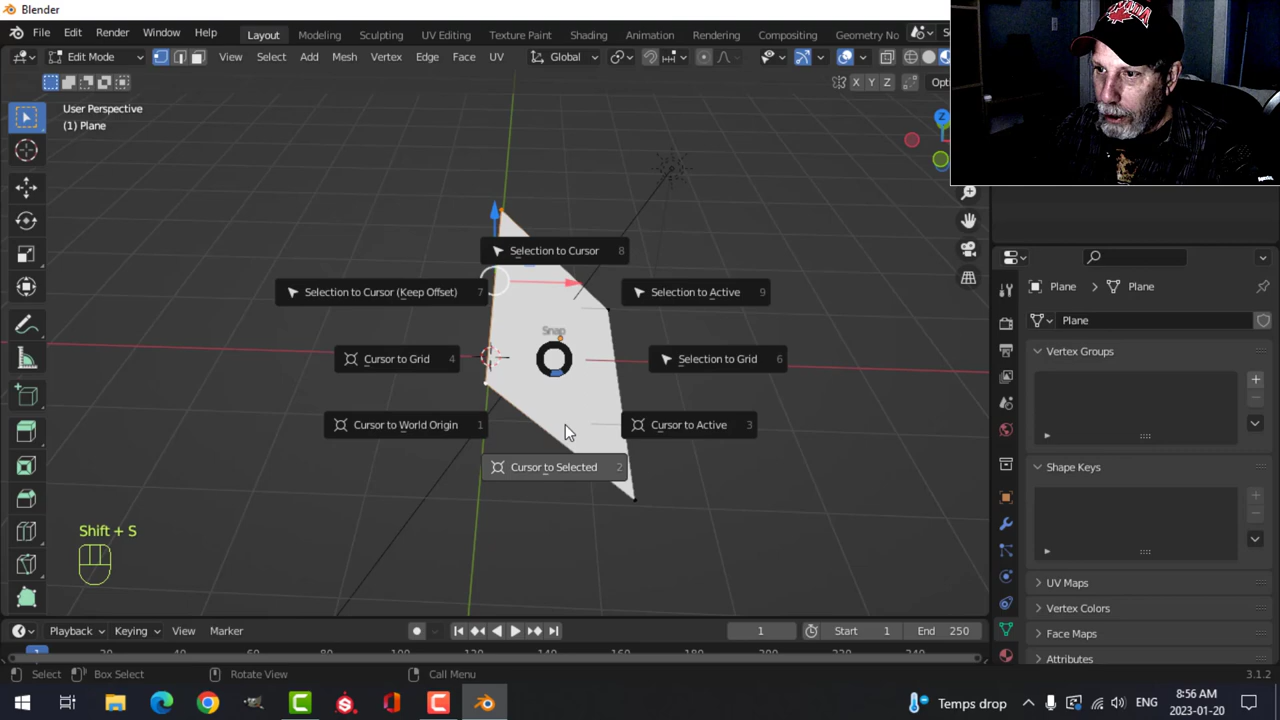 Blender
File Edit Render Window Help Layout Modeling Sculpting UV Editing Texture Paint Shading Animation Rendering Compositing Geometry No
Edit Mode View Select Add Mesh Vertex Edge Face UV Global
X Y Z Opti
User Perspective
(1) Plane
Z
Selection to Cursor 8
Selection to Cursor (Keep Offset) 7
Selection to Active 9
Snap
Cursor to Grid 4
Selection to Grid 6
Cursor to World Origin 1
Cursor to Active 3
Cursor to Selected 2
Shift + S
Plane > Plane
Plane
Vertex Groups
Shape Keys
UV Maps
Vertex Colors
Face Maps
Attributes
Playback Keying View Marker 1 Start 1 End 250
Select Box Select Rotate View Call Menu 3.1.2
Temps drop ENG 8:56 AM
2023-01-20